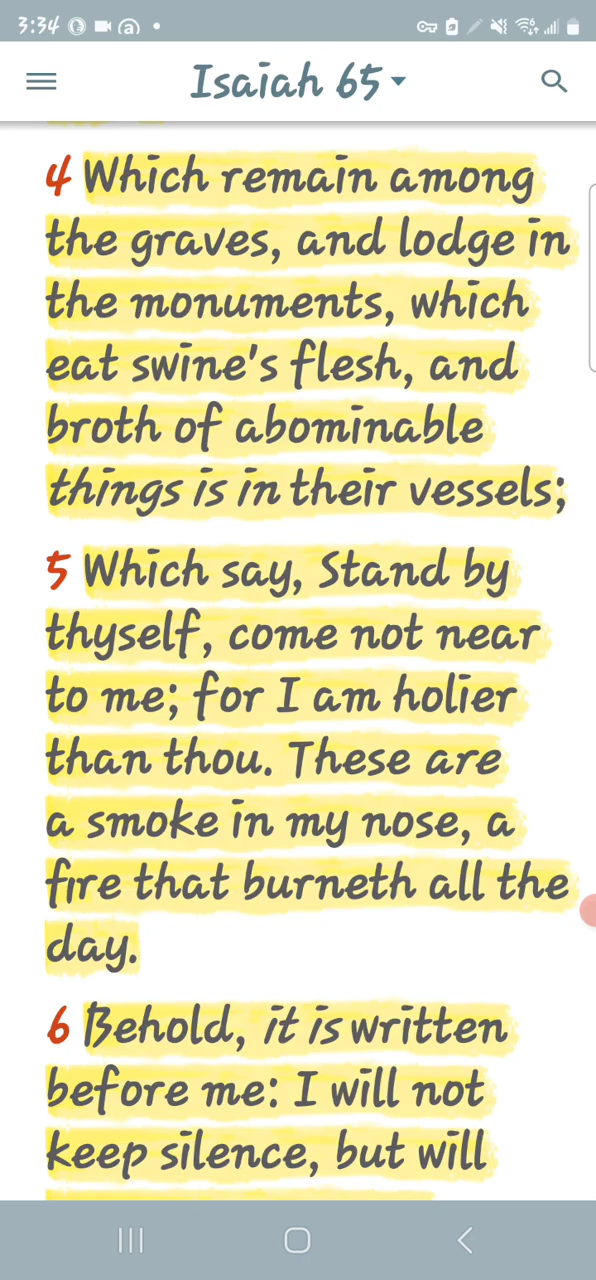 3:34
Isaiah 65
4 Which remain among
the graves, and lodge in
the monuments, which
eat swine's flesh, and
broth of abominable
things is in their vessels;
5 Which say, Stand by
thyself, come not near
to me; for I am holier
than thou. These are
a smoke in my nose, a
fire that burneth all the
day.
6 Behold, it is written
before me: I will not
keep silence, but will